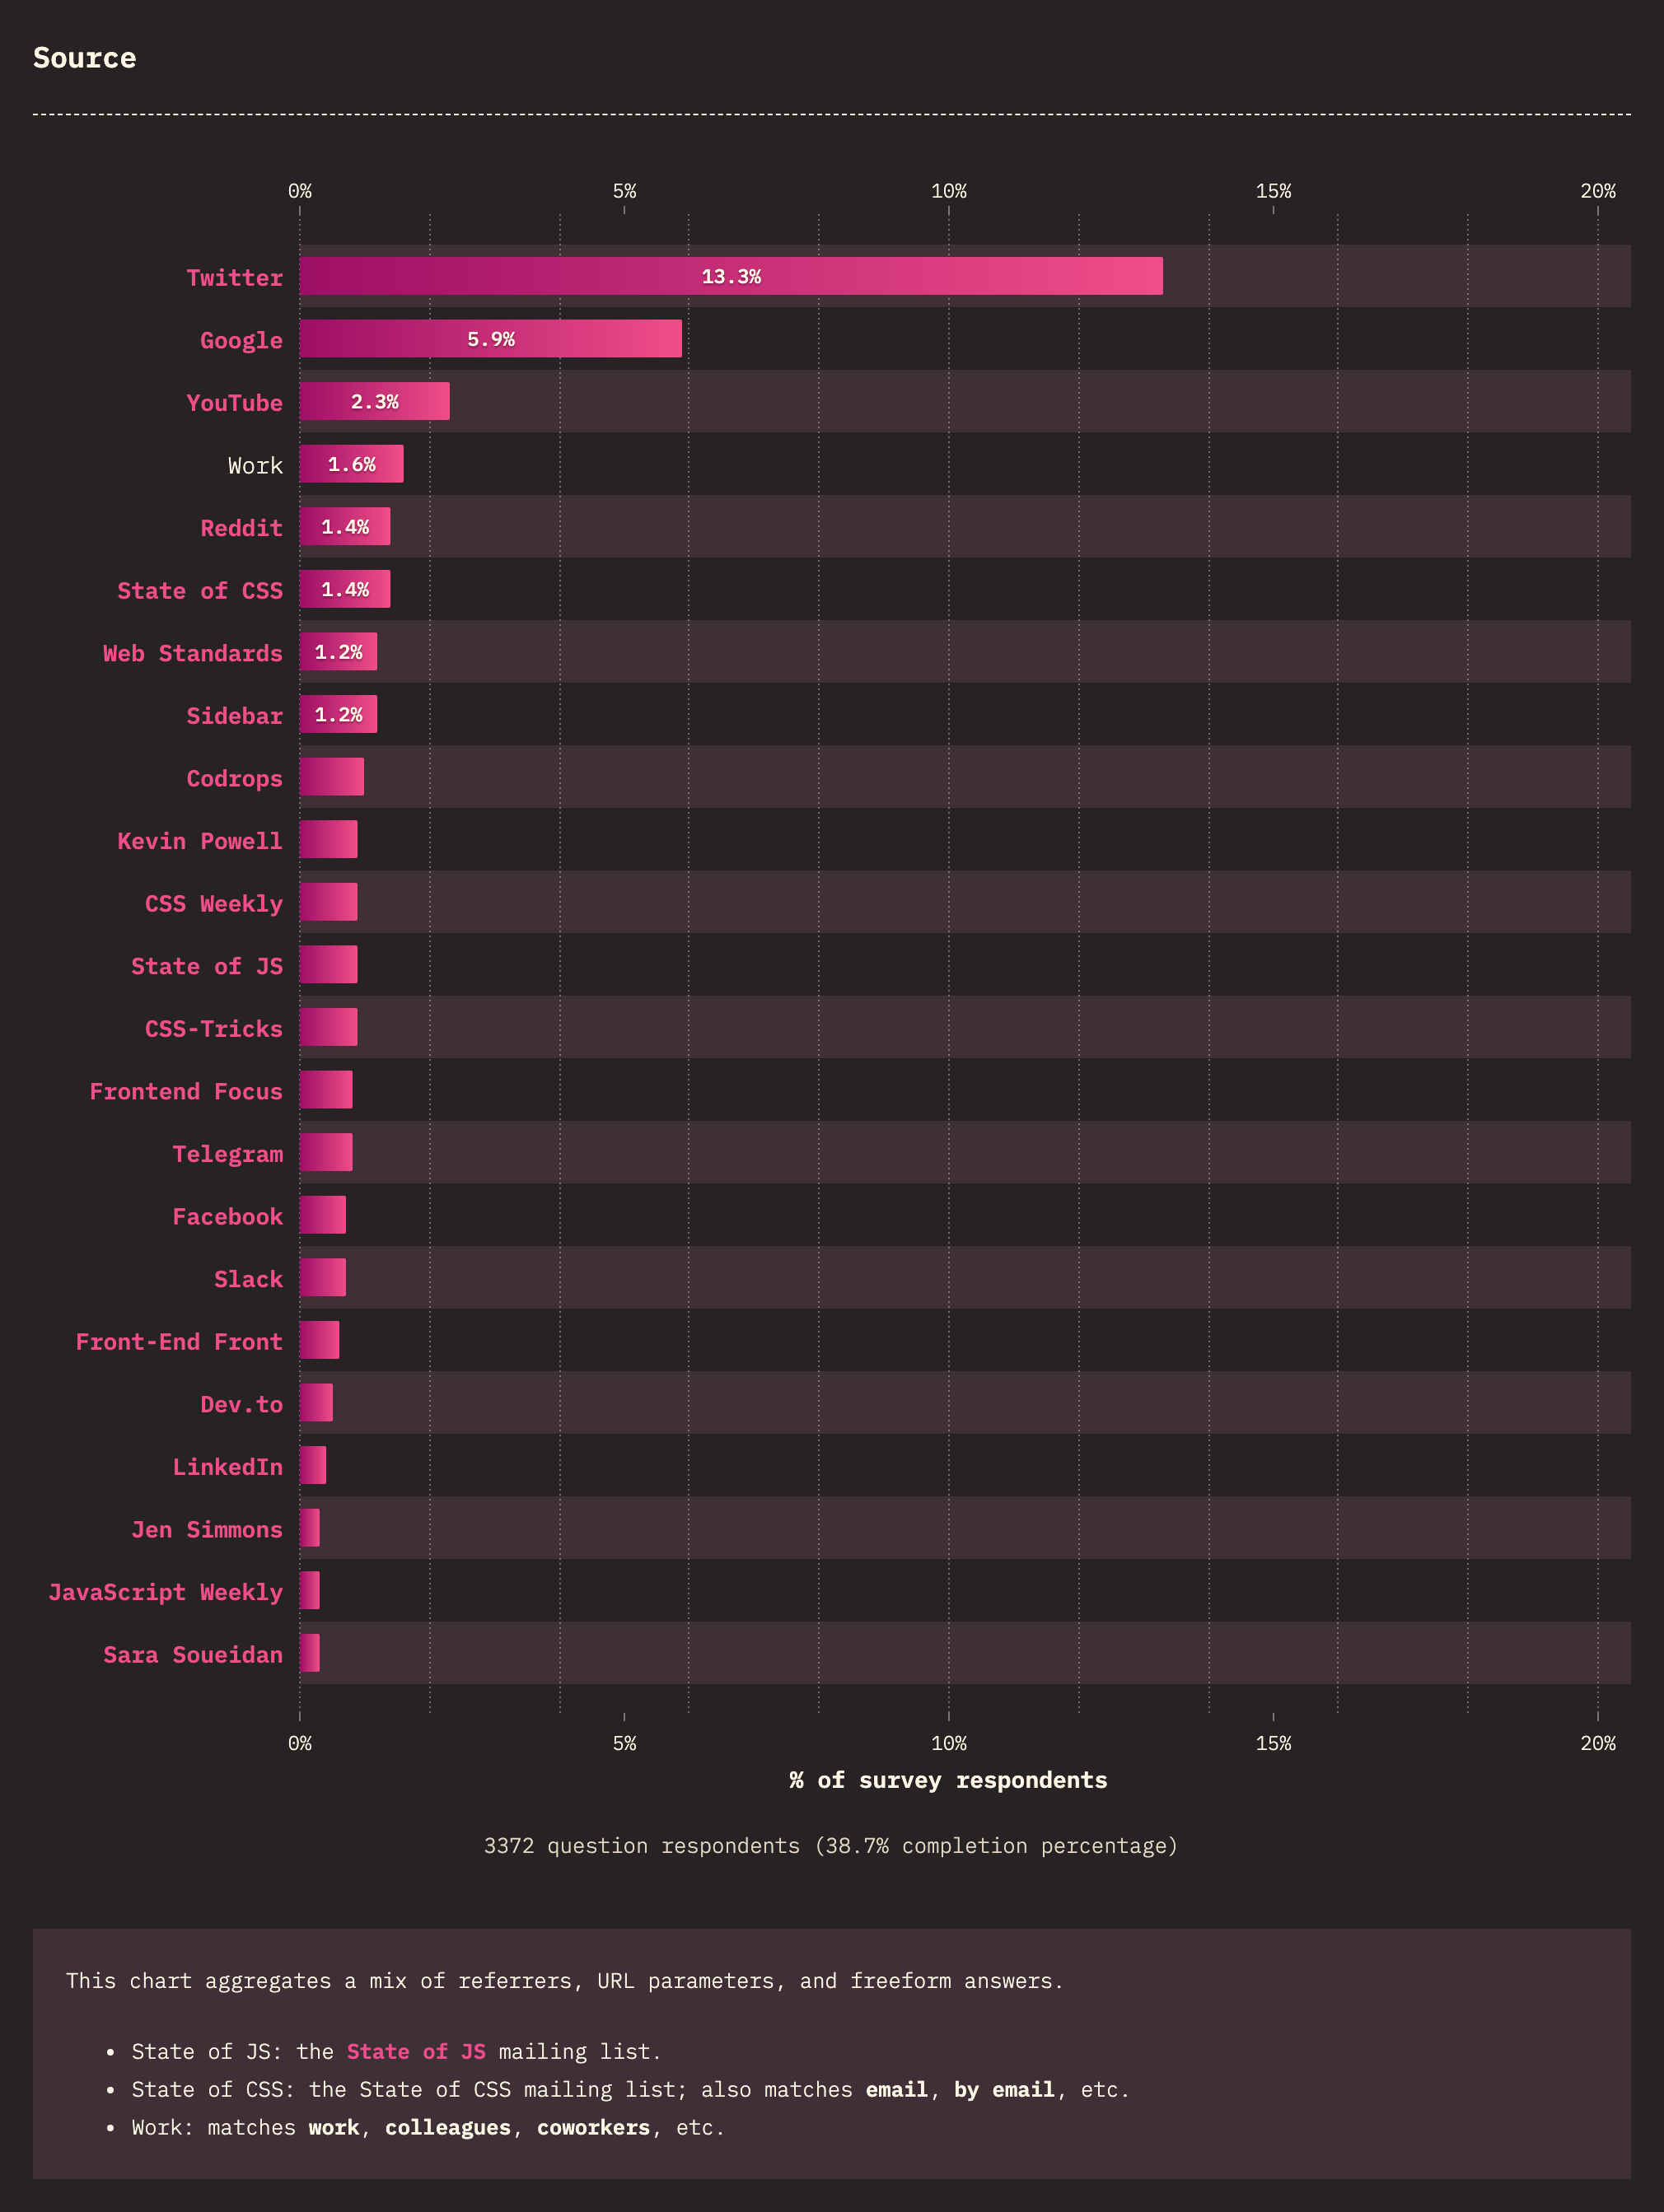 Source
0% 5% 10% 15% 20%
Twitter 13.3%
Google 5.9%
YouTube 2.3%
Work 1.6%
Reddit 1.4%
State of CSS 1.4%
Web Standards 1.2%
Sidebar 1.2%
Codrops
Kevin Powell
CSS Weekly
State of JS
CSS-Tricks
Frontend Focus
Telegram
Facebook
Slack
Front-End Front
Dev.to
LinkedIn
Jen Simmons
JavaScript Weekly
Sara Soueidan
0% 5% 10% 15% 20%
% of survey respondents
3372 question respondents (38.7% completion percentage)
This chart aggregates a mix of referrers, URL parameters, and freeform answers.
• State of JS: the State of JS mailing list.
• State of CSS: the State of CSS mailing list; also matches email, by email, etc.
• Work: matches work, colleagues, coworkers, etc.